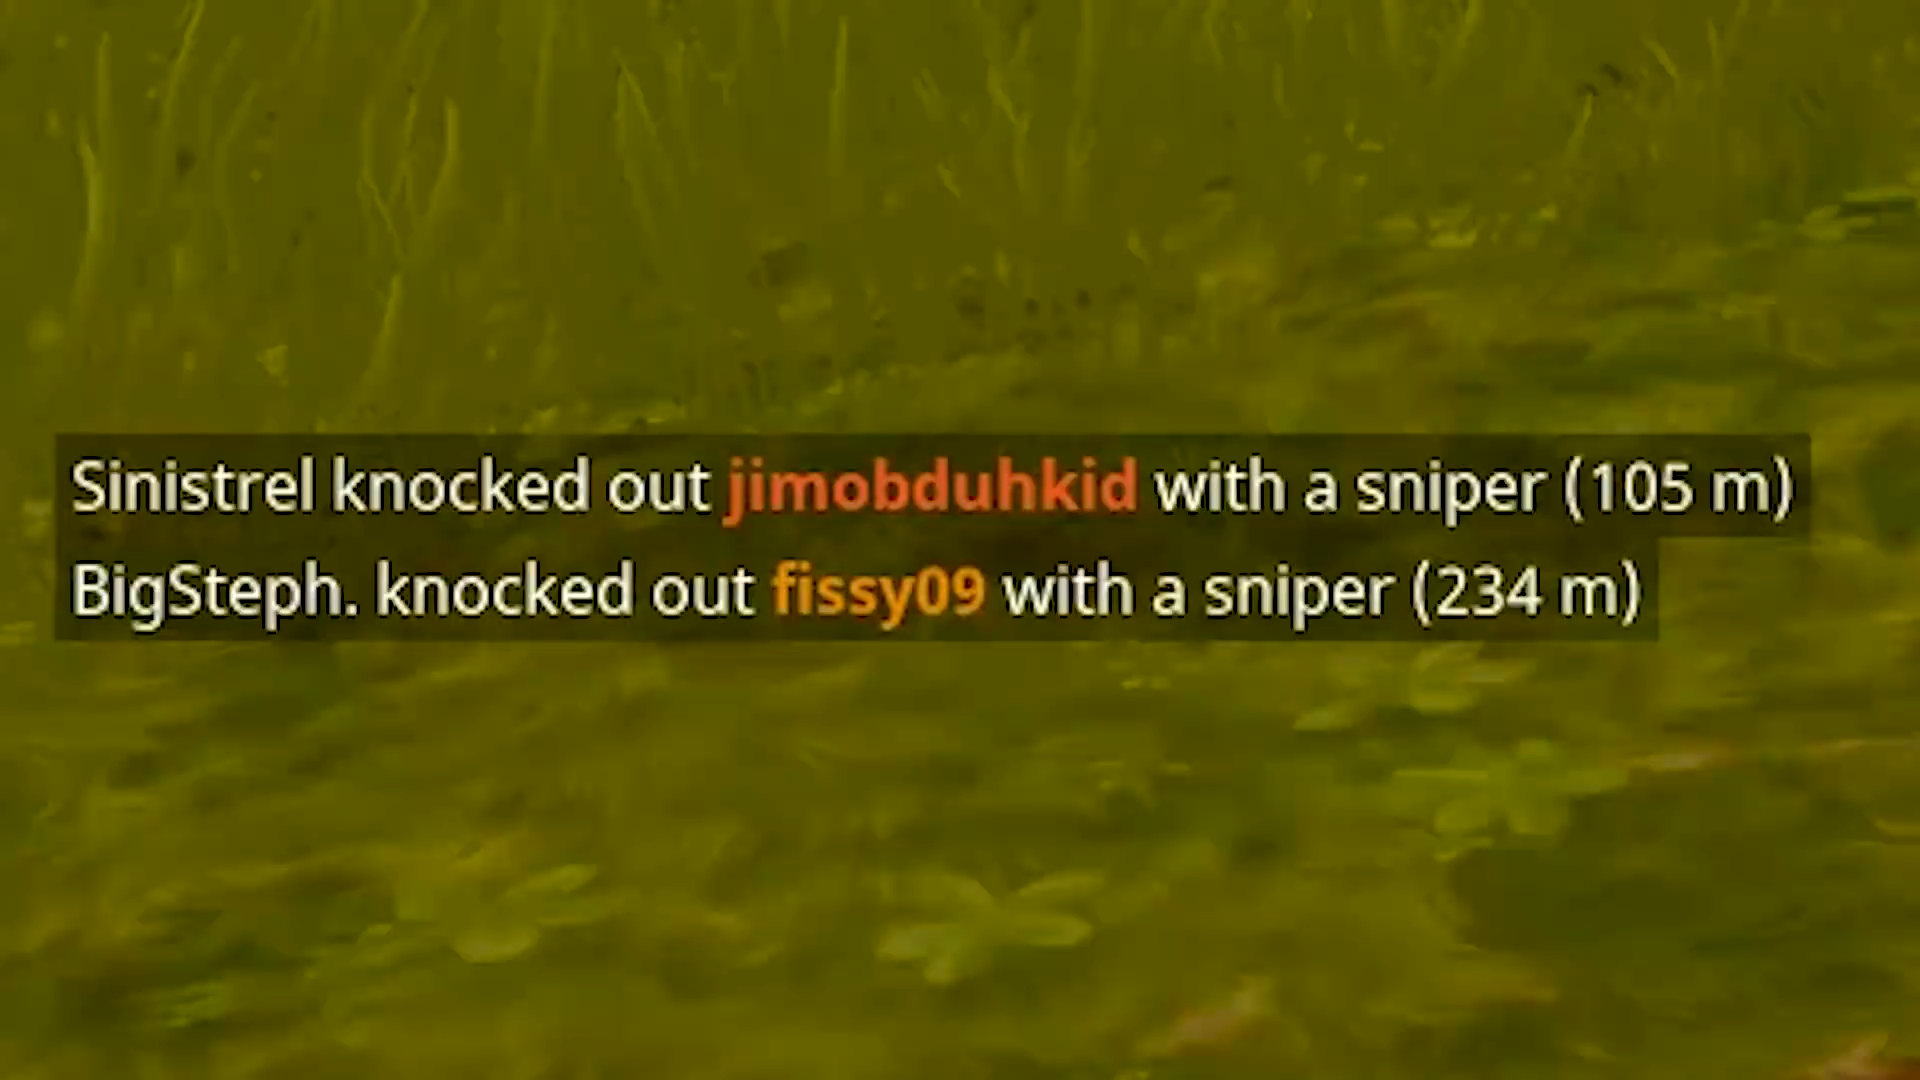 Sinistrel knocked out jimobduhkid with a sniper (105 m)
BigSteph. knocked out fissy09 with a sniper (234 m)